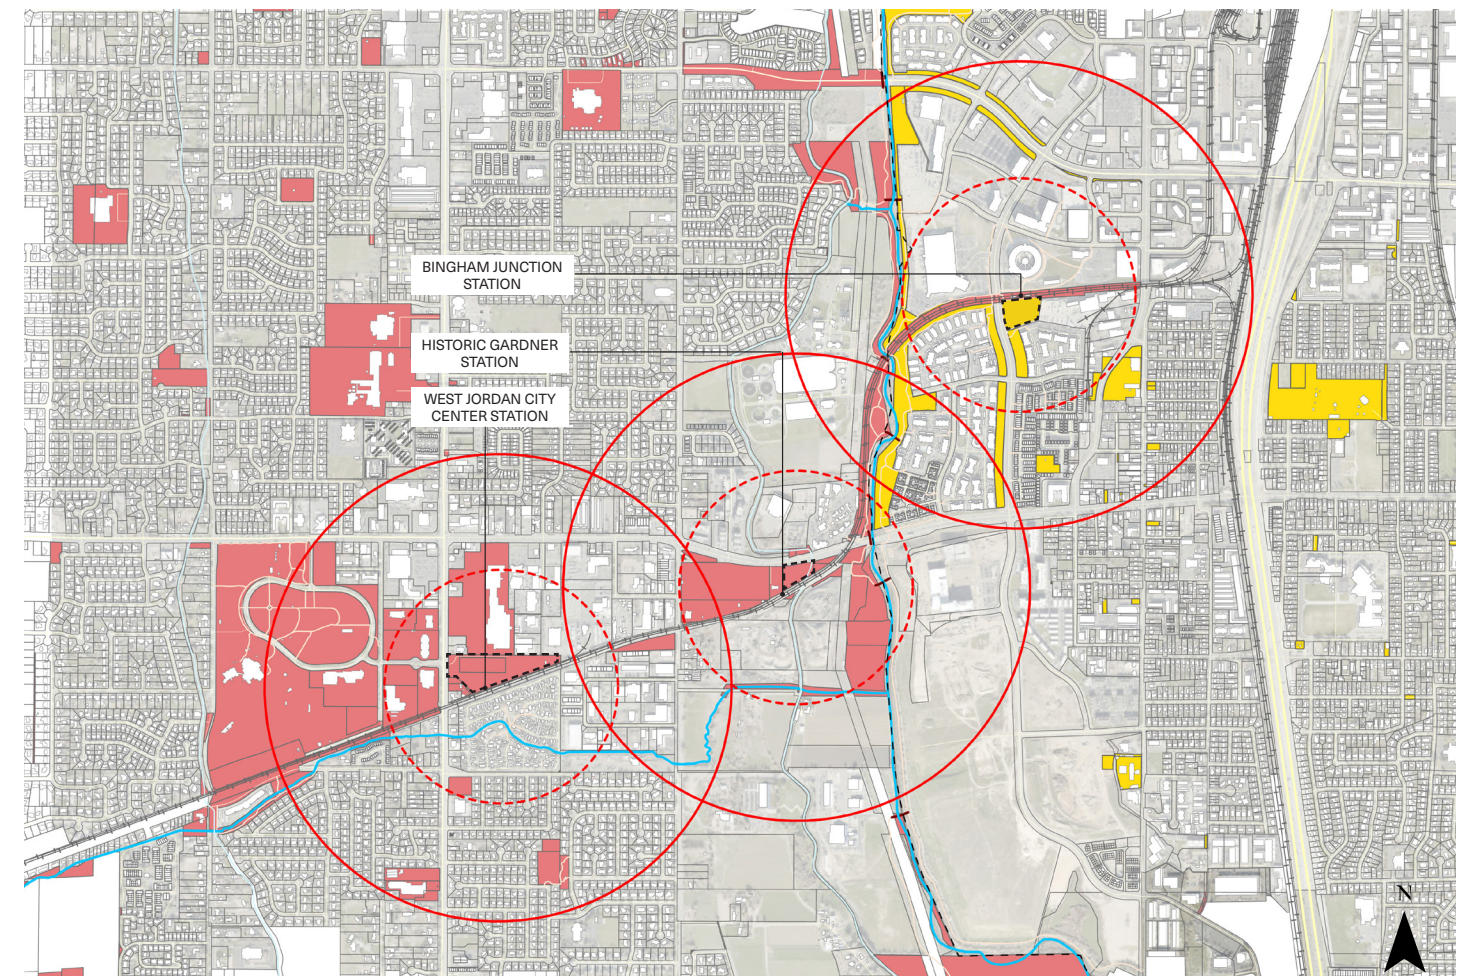 BINGHAM JUNCTION
STATION
HISTORIC GARDNER
STATION
WEST JORDAN CITY
CENTER STATION
N